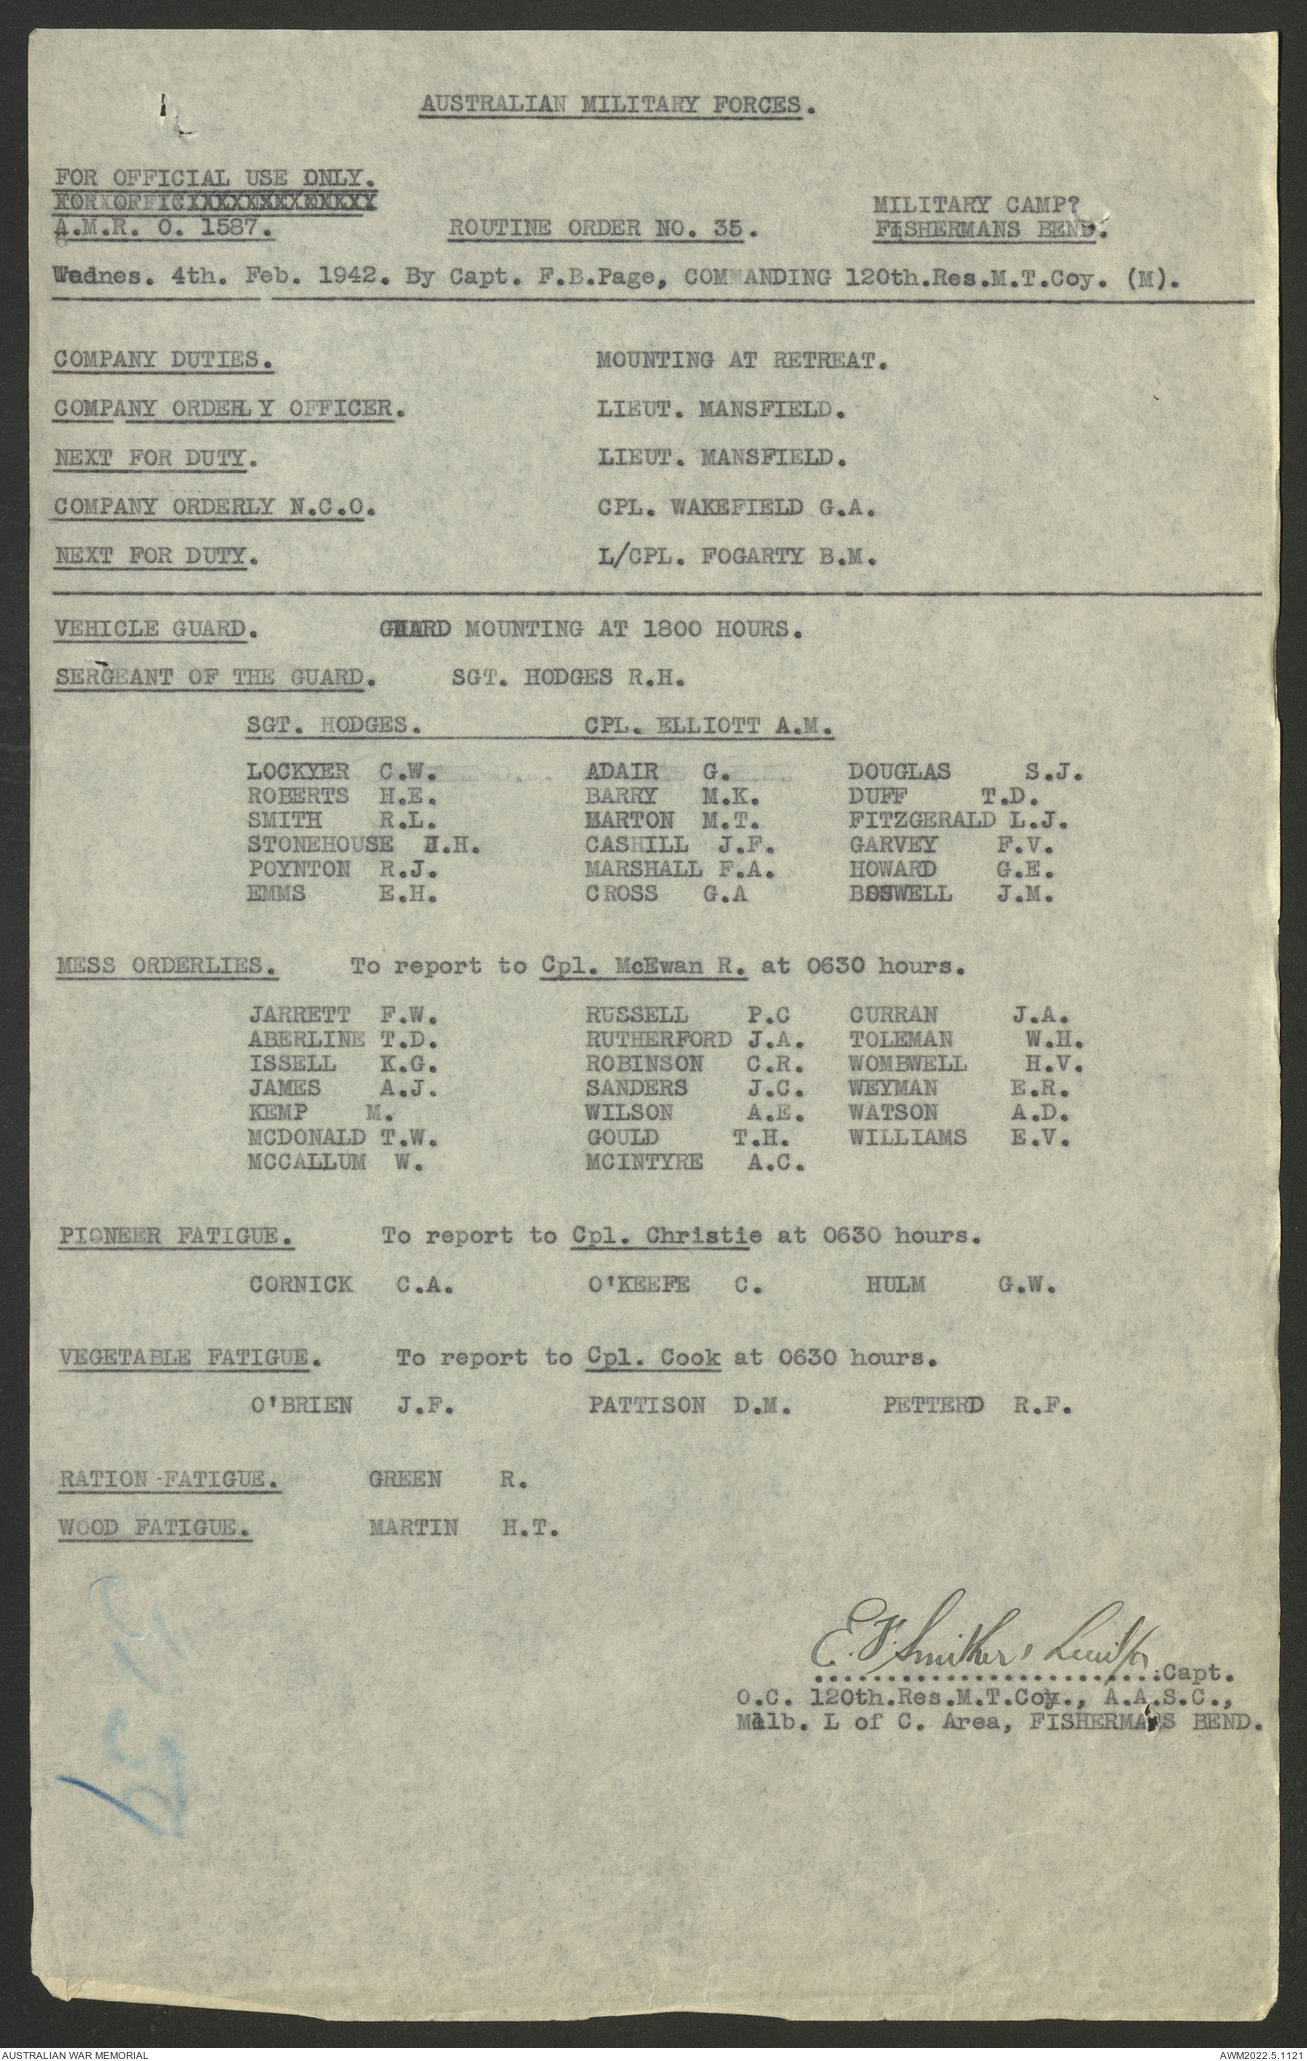 AUSTRALIAN MILITARY FORCES.
FOR OFFICIAL USE ONLY.
A.M.R. O. 1587.
ROUTINE ORDER NO. 35.
MILITARY CAMP?
FISHERMANS BEND.
Wednes. 4th. Feb. 1942. By Capt. F.B.Page, COMMANDING 120th.Res.M.T.Coy. (M).
COMPANY DUTIES. MOUNTING AT RETREAT.
COMPANY ORDERLY OFFICER. LIEUT. MANSFIELD.
NEXT FOR DUTY. LIEUT. MANSFIELD.
COMPANY ORDERLY N.C.O. CPL. WAKEFIELD G.A.
NEXT FOR DUTY. L/CPL. FOGARTY B.M.
VEHICLE GUARD. GUARD MOUNTING AT 1800 HOURS.
SERGEANT OF THE GUARD. SGT. HODGES R.H.
SGT. HODGES. CPL. ELLIOTT A.M.
LOCKYER C.W. ADAIR G. DOUGLAS S.J.
ROBERTS H.E. BARRY M.K. DUFF T.D.
SMITH R.L. BARTON M.T. FITZGERALD L.J.
STONEHOUSE H.H. CASHILL J.F. GARVEY F.V.
POYNTON R.J. MARSHALL F.A. HOWARD G.E.
EMMS E.H. CROSS G.A BOSWELL J.M.
MESS ORDERLIES. To report to Cpl. McEwan R. at 0630 hours.
JARRETT F.W. RUSSELL P.C CURRAN J.A.
ABERLINE T.D. RUTHERFORD J.A. TOLEMAN W.H.
ISSELL K.G. ROBINSON C.R. WOMBWELL H.V.
JAMES A.J. SANDERS J.C. WEYMAN E.R.
KEMP M. WILSON A.E. WATSON A.D.
MCDONALD T.W. GOULD T.H. WILLIAMS E.V.
MCCALLUM W. MCINTYRE A.C.
PIONEER FATIGUE. To report to Cpl. Christie at 0630 hours.
CORNICK C.A. O'KEEFE C. HULM G.W.
VEGETABLE FATIGUE. To report to Cpl. Cook at 0630 hours.
O'BRIEN J.F. PATTISON D.M. PETTERD R.F.
RATION-FATIGUE. GREEN R.
WOOD FATIGUE. MARTIN H.T.
E. F. Smithers Lieut for
........................Capt.
O.C. 120th.Res.M.T.Coy., A.A.S.C.,
Melb. L of C. Area, FISHERMANS BEND.
AUSTRALIAN WAR MEMORIAL
AWM2022.5.1121